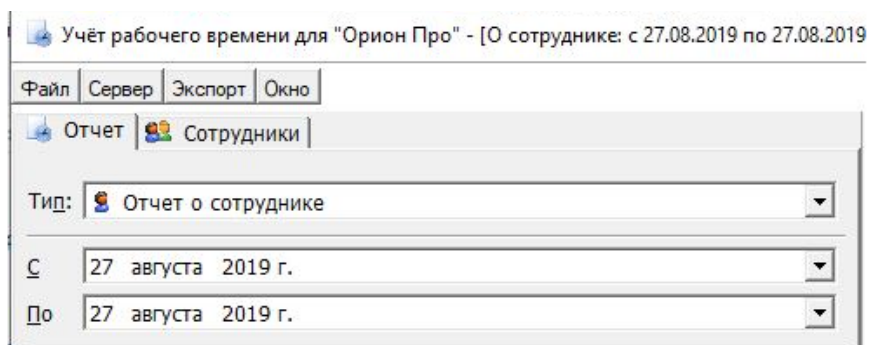 Учёт рабочего времени для "Орион Про" - [О сотруднике: с 27.08.2019 по 27.08.2019
Файл Сервер Экспорт Окно
Отчет Сотрудники
Тип: Отчет о сотруднике
С 27 августа 2019 г.
По 27 августа 2019 г.